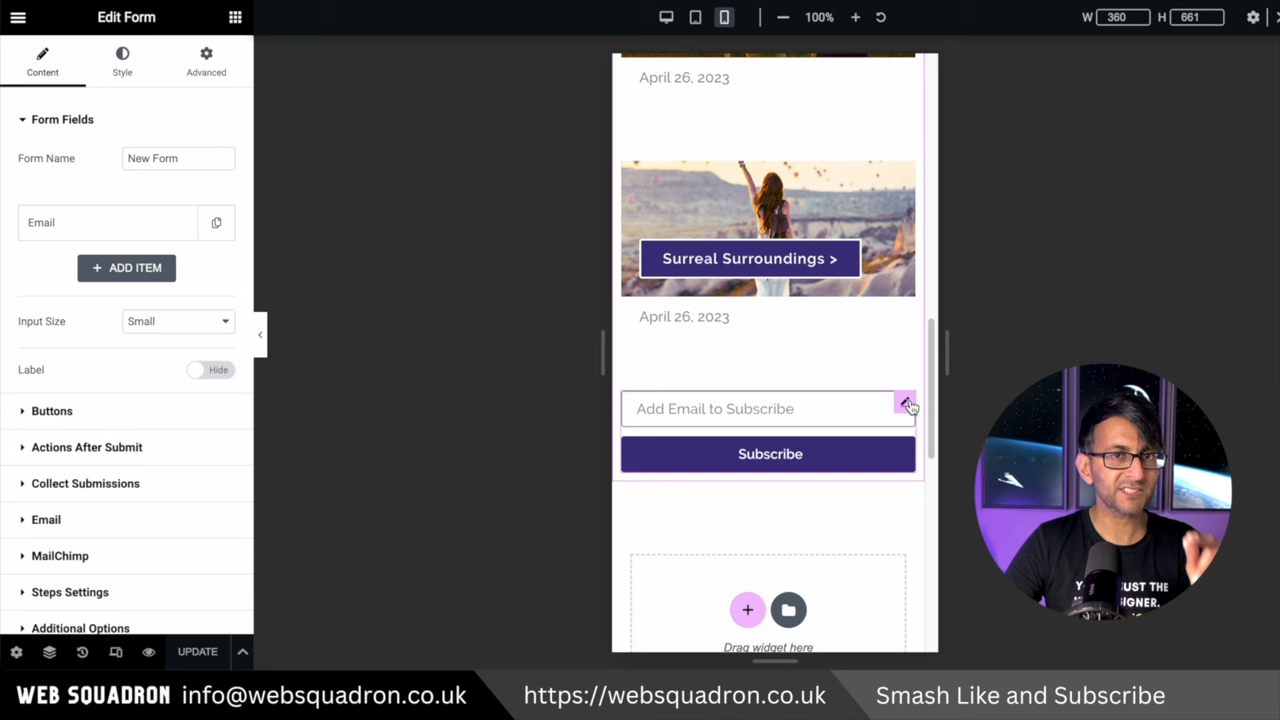 Edit Form
100%
W 360 H 661
Content Style Advanced
Form Fields
Form Name New Form
Email
+ ADD ITEM
Input Size Small
Label Hide
Buttons
Actions After Submit
Collect Submissions
Email
MailChimp
Steps Settings
Additional Options
UPDATE
April 26, 2023
Surreal Surroundings >
April 26, 2023
Add Email to Subscribe
Subscribe
Drag widget here
WEB SQUADRON info@websquadron.co.uk https://websquadron.co.uk Smash Like and Subscribe